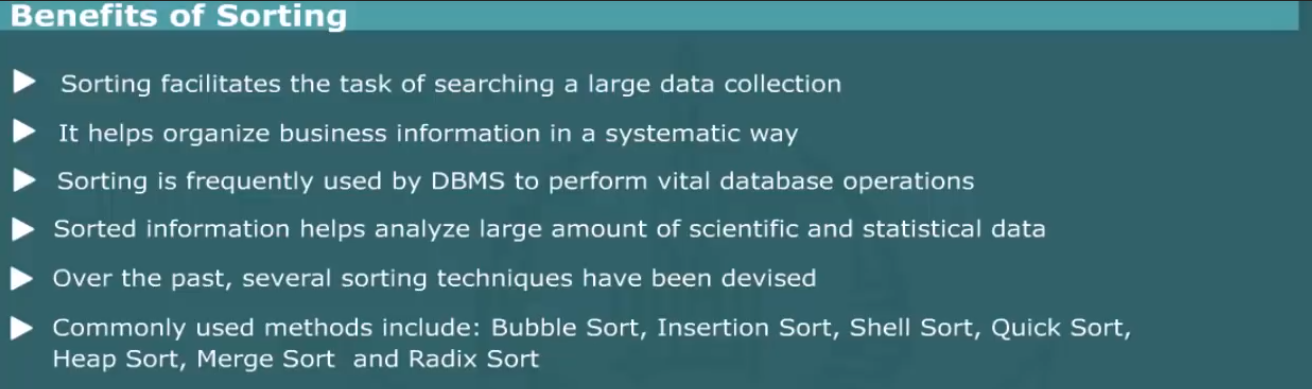 Benefits of Sorting
Sorting facilitates the task of searching a large data collection
It helps organize business information in a systematic way
Sorting is frequently used by DBMS to perform vital database operations
Sorted information helps analyze large amount of scientific and statistical data
Over the past, several sorting techniques have been devised
Commonly used methods include: Bubble Sort, Insertion Sort, Shell Sort, Quick Sort,
Heap Sort, Merge Sort and Radix Sort